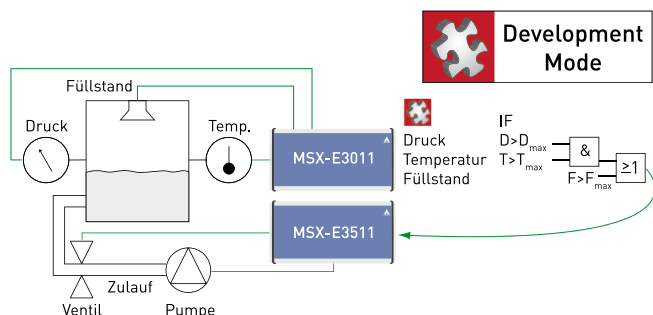 Development
Mode
Füllstand
Druck
Temp.
MSX-E3011
Druck
Temperatur
Füllstand
IF
D>Dmax
T>Tmax
&
F>Fmax
≥1
MSX-E3511
Zulauf
Ventil
Pumpe